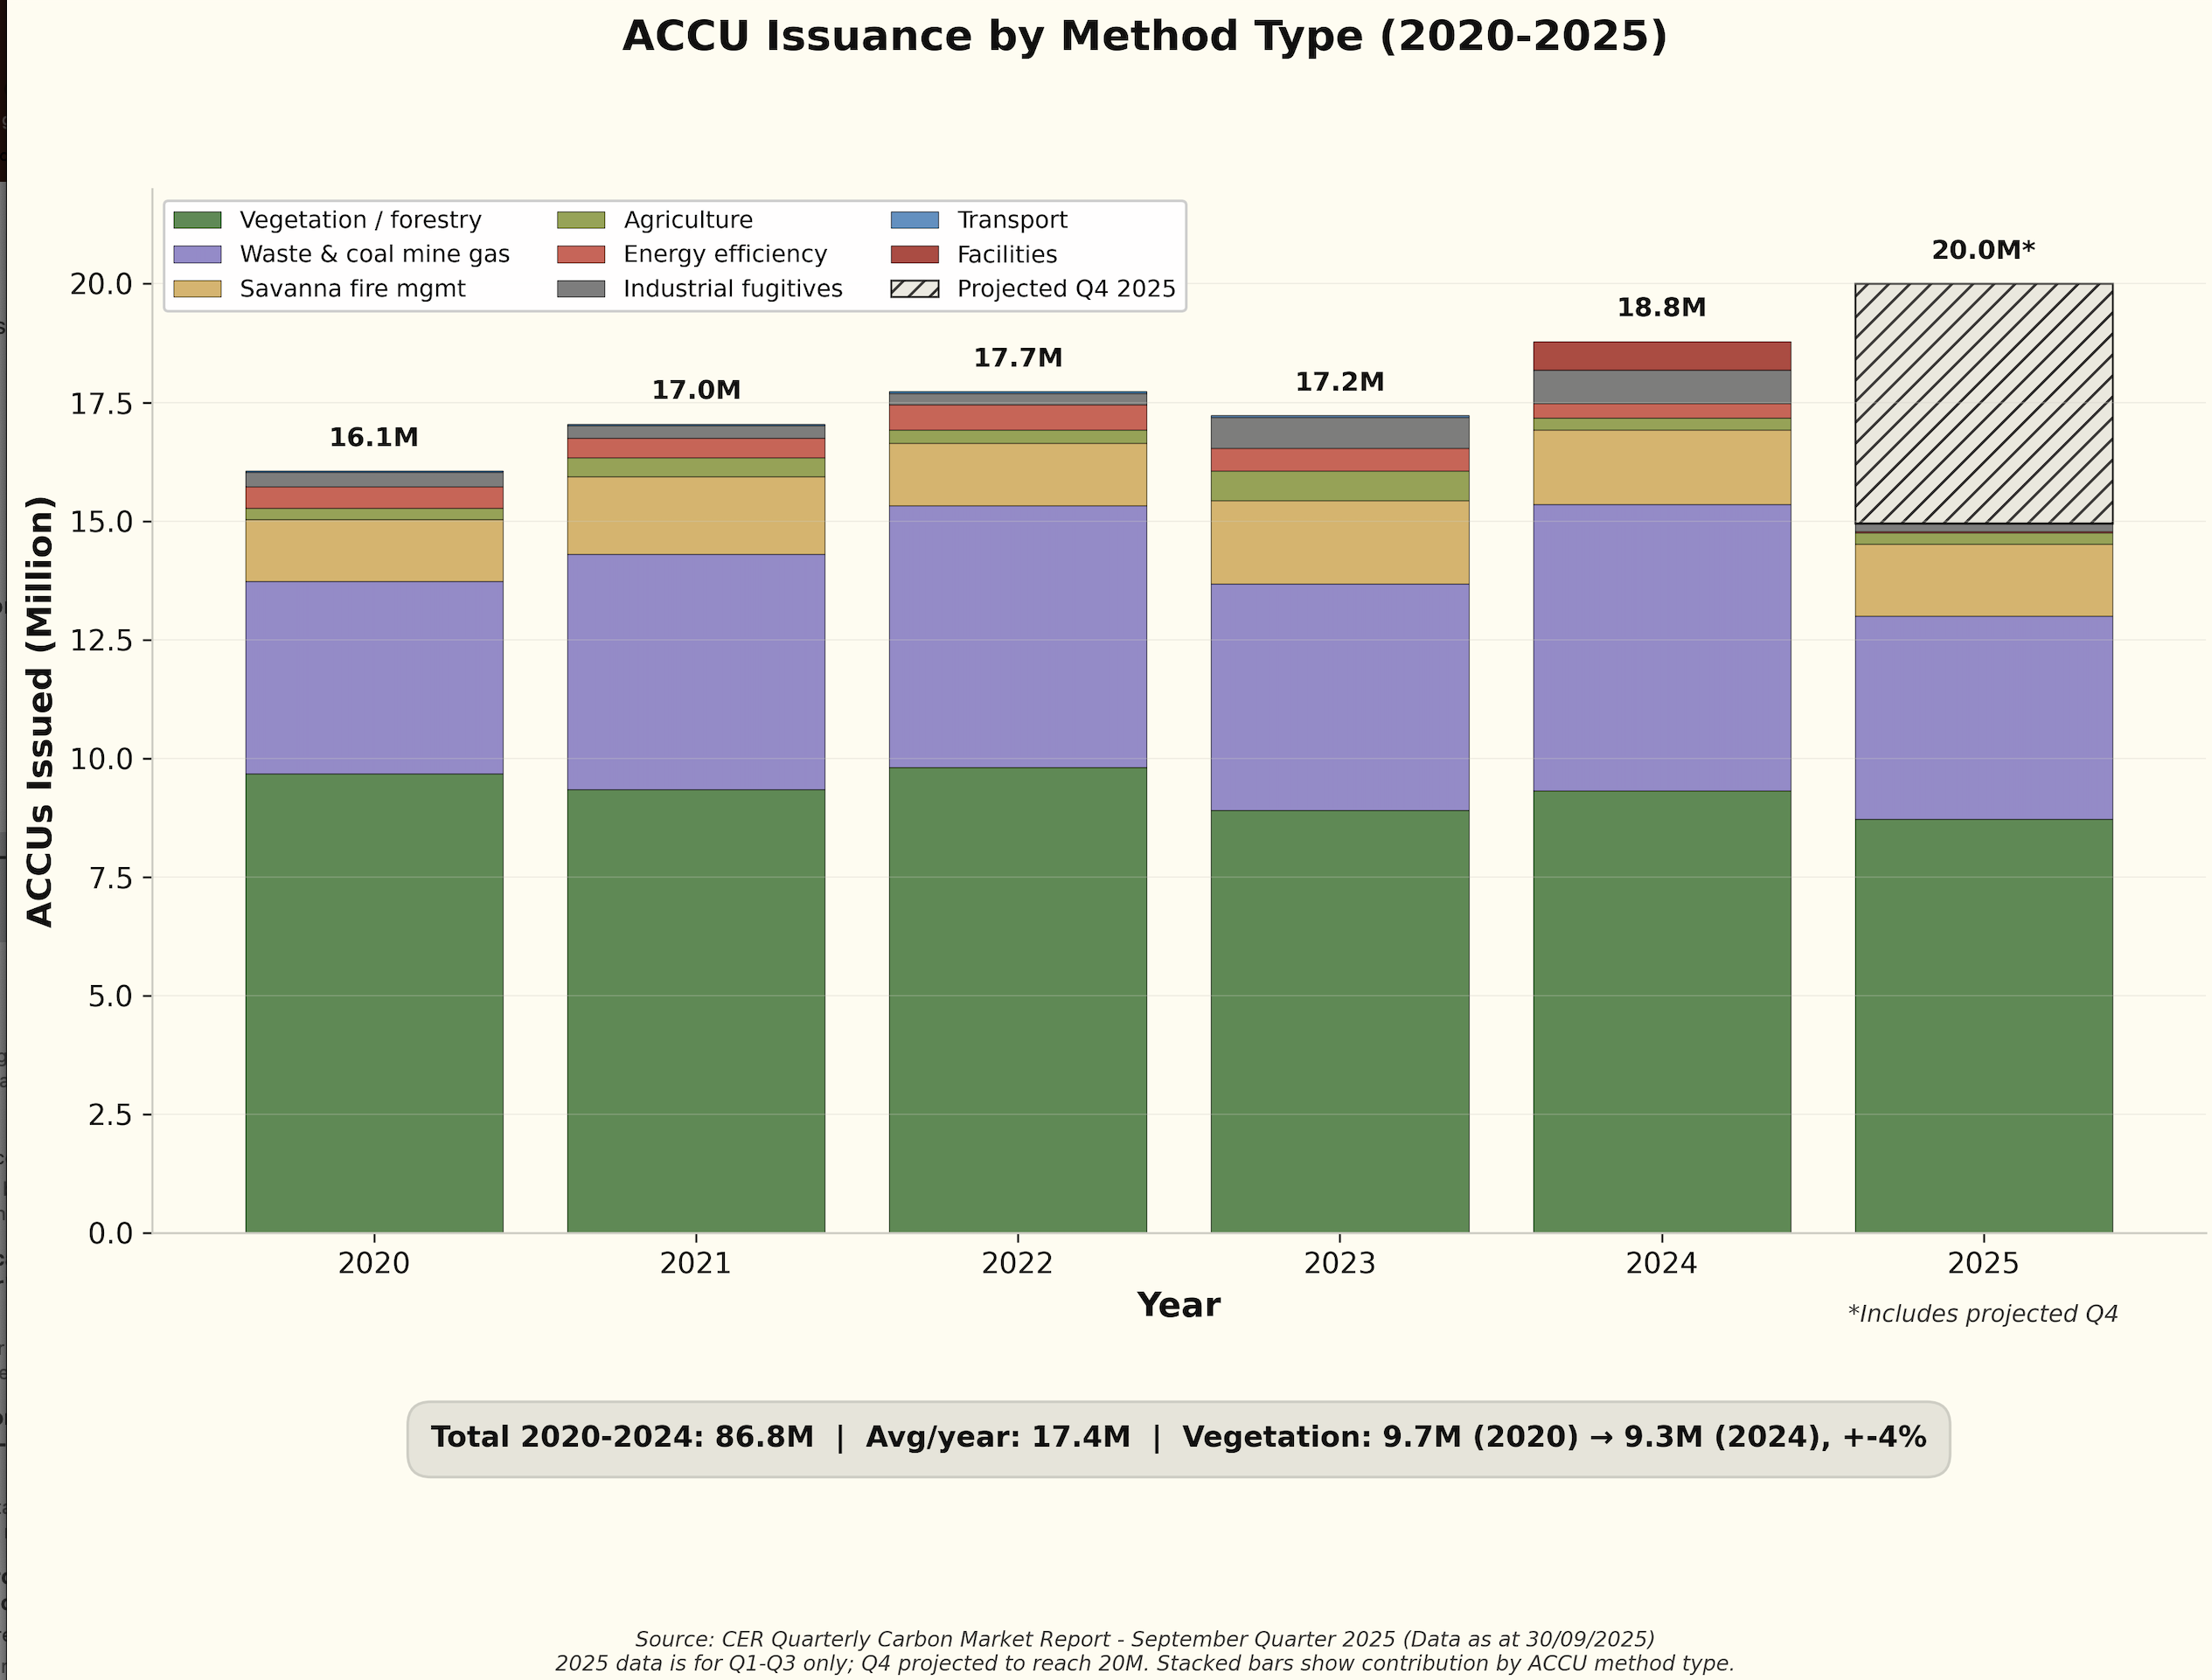 ACCU Issuance by Method Type (2020-2025)
Vegetation / forestry
Waste & coal mine gas
Savanna fire mgmt
Agriculture
Energy efficiency
Industrial fugitives
Transport
Facilities
Projected Q4 2025
ACCUs Issued (Million)
20.0
17.5
15.0
12.5
10.0
7.5
5.0
2.5
0.0
16.1M
17.0M
17.7M
17.2M
18.8M
20.0M*
2020
2021
2022
2023
2024
2025
Year
*Includes projected Q4
Total 2020-2024: 86.8M | Avg/year: 17.4M | Vegetation: 9.7M (2020) → 9.3M (2024), +-4%
Source: CER Quarterly Carbon Market Report - September Quarter 2025 (Data as at 30/09/2025)
2025 data is for Q1-Q3 only; Q4 projected to reach 20M. Stacked bars show contribution by ACCU method type.